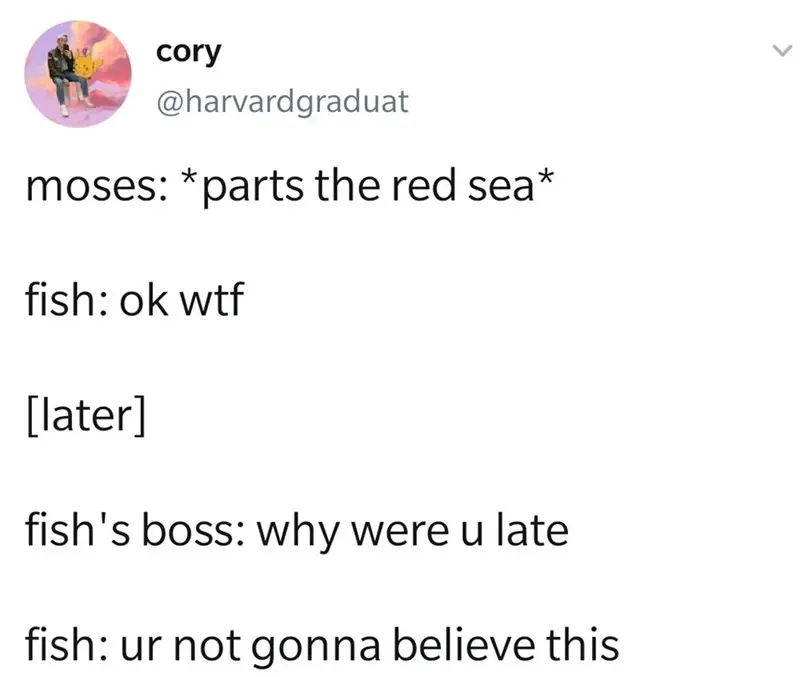 cory
@harvardgraduat
moses: *parts the red sea*
fish: ok wtf
[later]
fish's boss: why were u late
fish: ur not gonna believe this